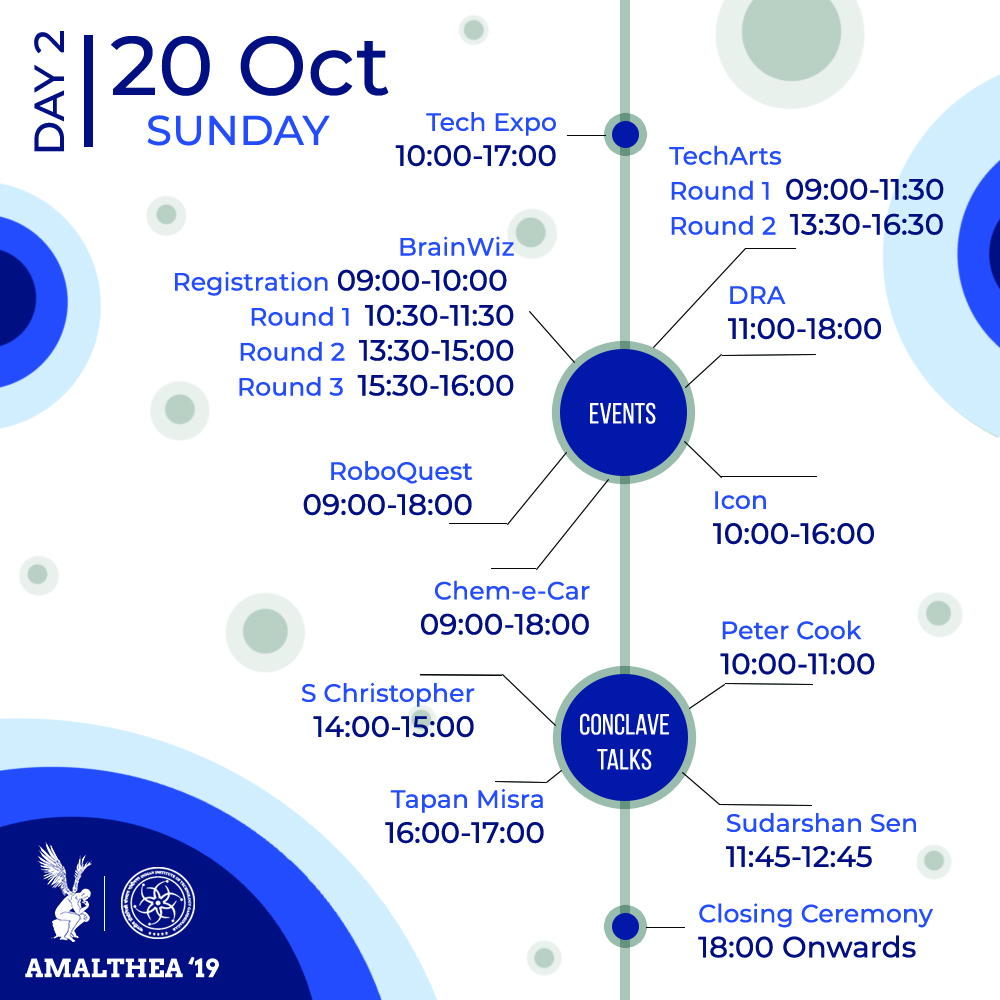 DAY 2
20 Oct
SUNDAY
Tech Expo
10:00-17:00
TechArts
Round 1 09:00-11:30
Round 2 13:30-16:30
BrainWiz
Registration 09:00-10:00
Round 1 10:30-11:30
Round 2 13:30-15:00
Round 3 15:30-16:00
DRA
11:00-18:00
EVENTS
RoboQuest
09:00-18:00
Icon
10:00-16:00
Chem-e-Car
09:00-18:00
Peter Cook
10:00-11:00
S Christopher
14:00-15:00
CONCLAVE
TALKS
Tapan Misra
16:00-17:00
Sudarshan Sen
11:45-12:45
Closing Ceremony
18:00 Onwards
AMALTHEA ‘19